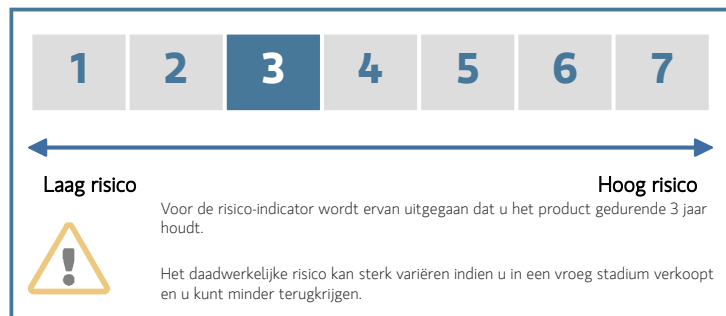 1 2 3 4 5 6 7
Laag risico Hoog risico
Voor de risico-indicator wordt ervan uitgegaan dat u het product gedurende 3 jaar
houdt.
Het daadwerkelijke risico kan sterk variëren indien u in een vroeg stadium verkoopt
en u kunt minder terugkrijgen.